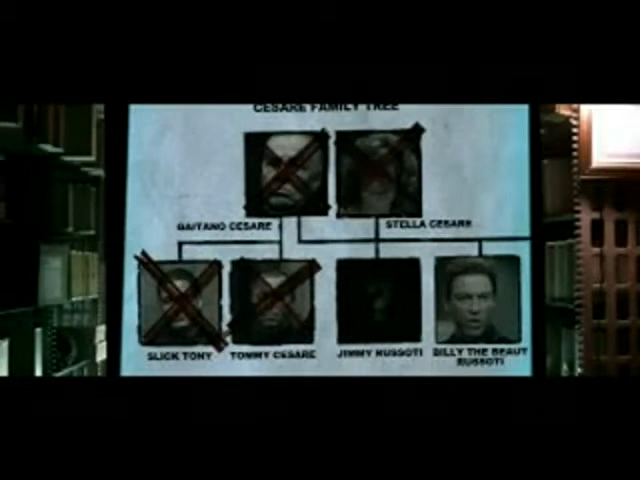 CESARE FAMILY TREE
GAITANO CESARE
STELLA CESARE
SLICK TONY
TOMMY CESARE
JIMMY RUSSOTI
BILLY THE BEAUT
RUSSOTI